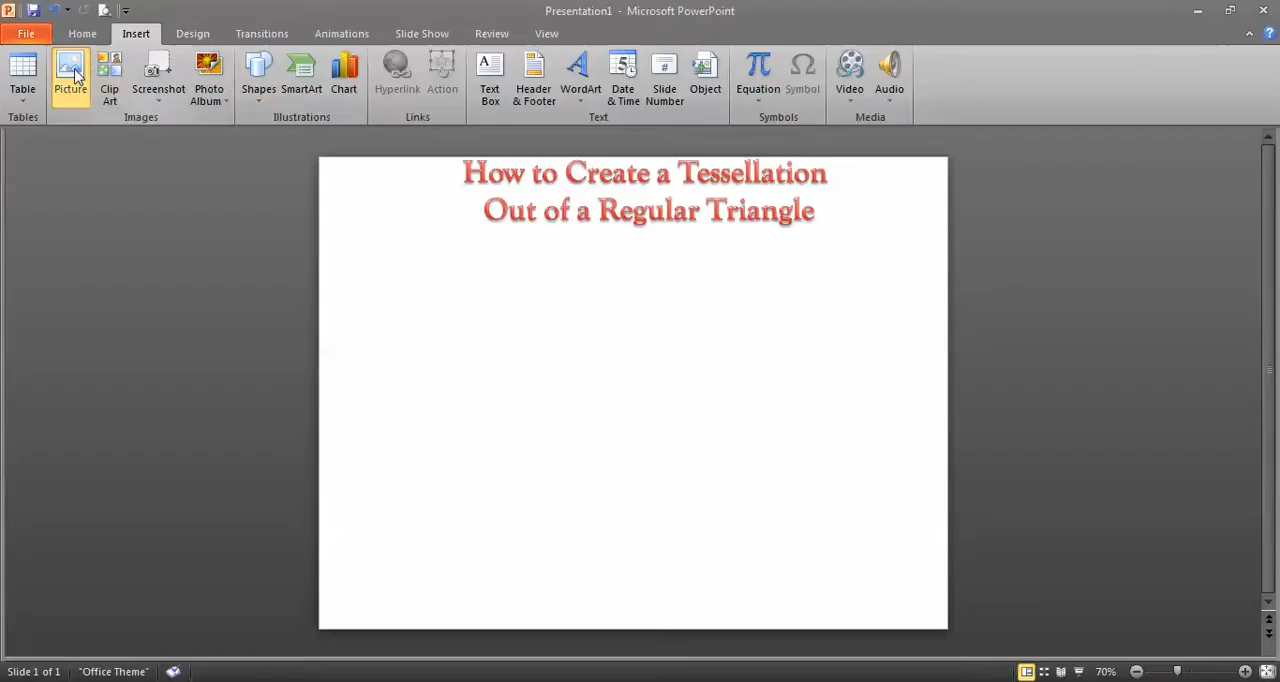 Presentation1 - Microsoft PowerPoint
File Home Insert Design Transitions Animations Slide Show Review View
Table Picture Clip Art Screenshot Photo Album Shapes SmartArt Chart Hyperlink Action Text Box Header & Footer WordArt Date & Time Slide Number Object Equation Symbol Video Audio
Tables Images Illustrations Links Text Symbols Media
How to Create a Tessellation
Out of a Regular Triangle
Slide 1 of 1 "Office Theme" 70%